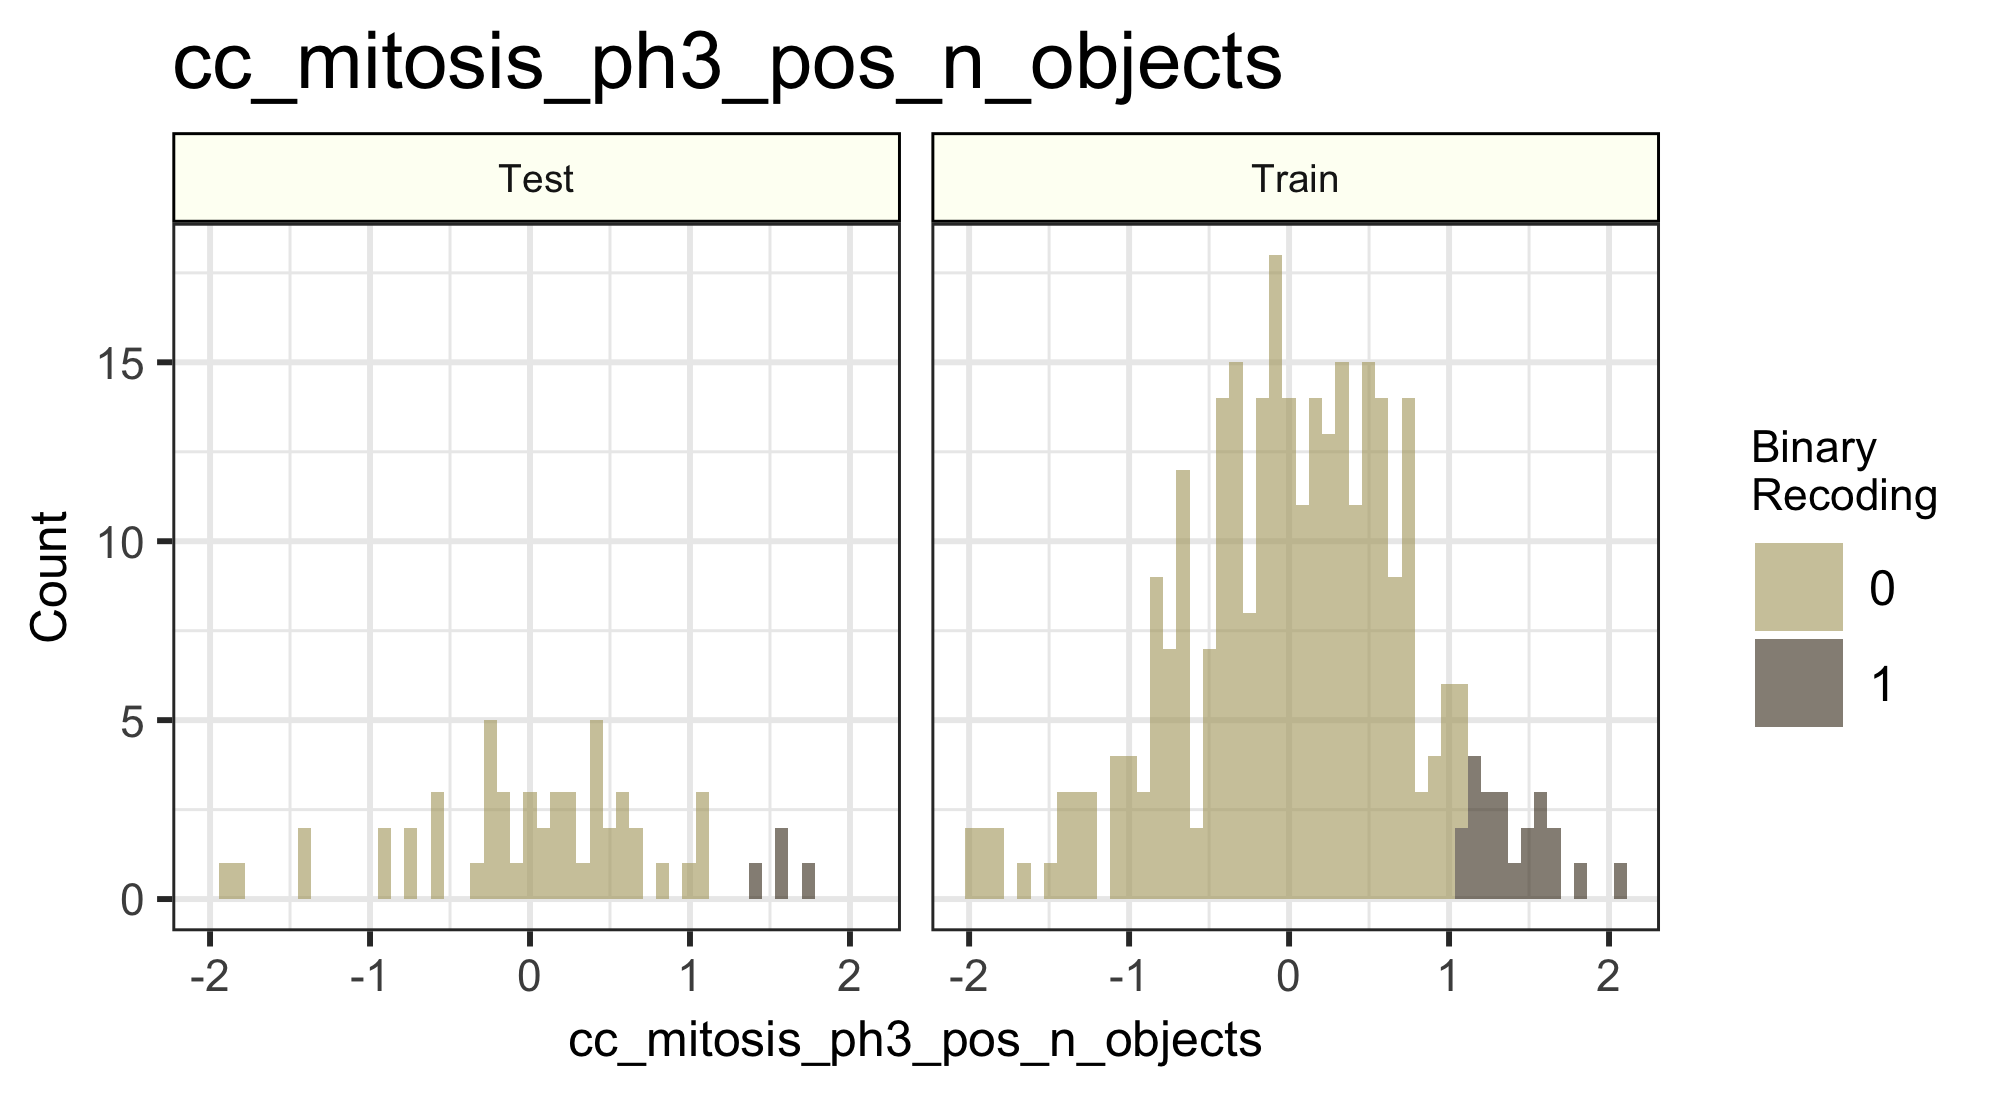 cc_mitosis_ph3_pos_n_objects
Test
Train
Count
15
10
5
0
-2
-1
0
1
2
-2
-1
0
1
2
cc_mitosis_ph3_pos_n_objects
Binary
Recoding
0
1